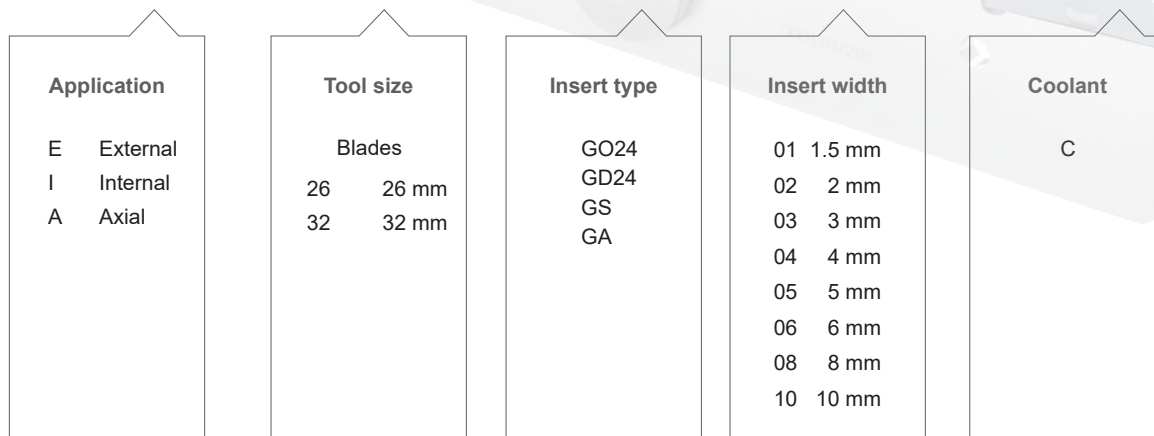 Application
E External
I Internal
A Axial
Tool size
Blades
26 26 mm
32 32 mm
Insert type
GO24
GD24
GS
GA
Insert width
01 1.5 mm
02 2 mm
03 3 mm
04 4 mm
05 5 mm
06 6 mm
08 8 mm
10 10 mm
Coolant
C